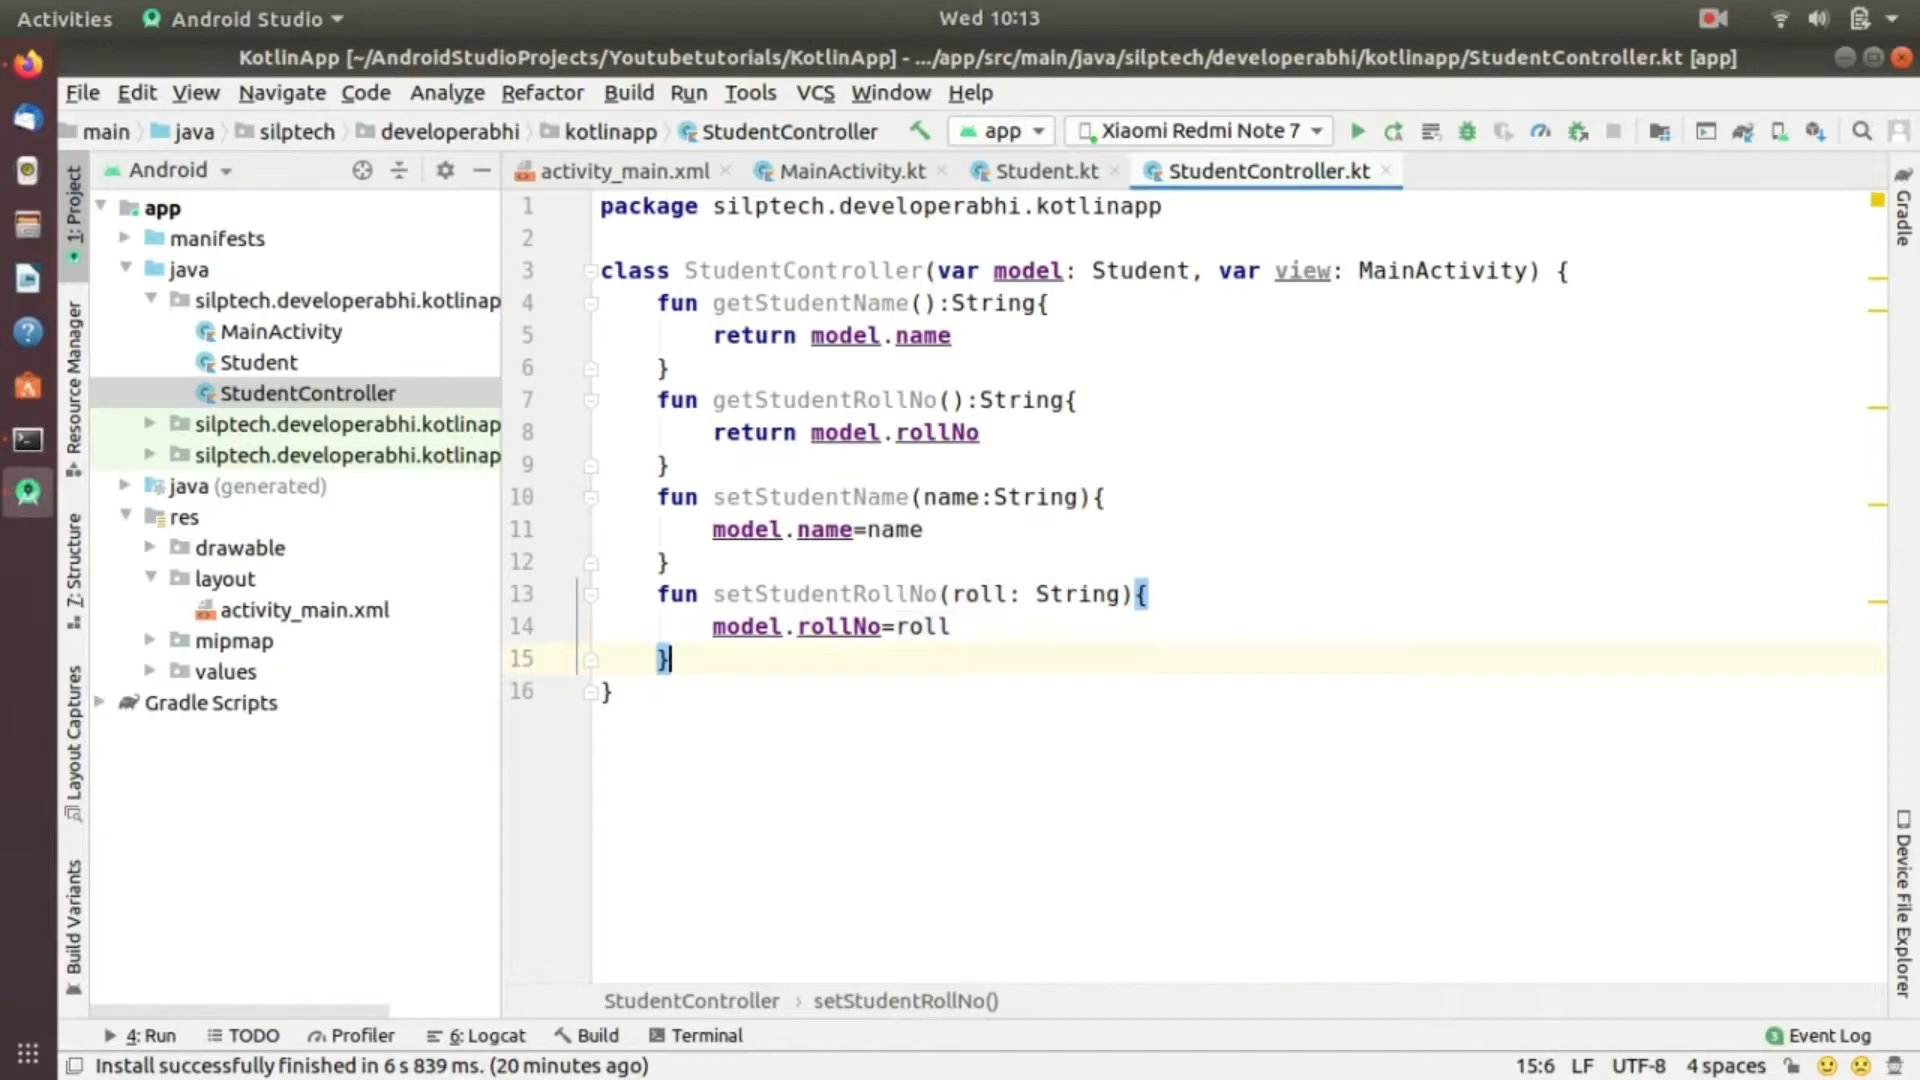 Activities
Android Studio
Wed 10:13
KotlinApp [~/AndroidStudioProjects/Youtubetutorials/KotlinApp] - .../app/src/main/java/silptech/developerabhi/kotlinapp/StudentController.kt [app]
File Edit View Navigate Code Analyze Refactor Build Run Tools VCS Window Help
main java silptech developerabhi kotlinapp StudentController app Xiaomi Redmi Note 7
Android
activity_main.xml MainActivity.kt Student.kt StudentController.kt
1: Project
Resource Manager
7: Structure
Layout Captures
Build Variants
app
manifests
java
silptech.developerabhi.kotlinap
MainActivity
Student
StudentController
silptech.developerabhi.kotlinap
silptech.developerabhi.kotlinap
java (generated)
res
drawable
layout
activity_main.xml
mipmap
values
Gradle Scripts
1 package silptech.developerabhi.kotlinapp
2
3 class StudentController(var model: Student, var view: MainActivity) {
4 fun getStudentName():String{
5 return model.name
6 }
7 fun getStudentRollNo():String{
8 return model.rollNo
9 }
10 fun setStudentName(name:String){
11 model.name=name
12 }
13 fun setStudentRollNo(roll: String){
14 model.rollNo=roll
15 }
16 }
Gradle
Device File Explorer
StudentController › setStudentRollNo()
4: Run TODO Profiler 6: Logcat Build Terminal
3 Event Log
Install successfully finished in 6 s 839 ms. (20 minutes ago)
15:6 LF UTF-8 4 spaces